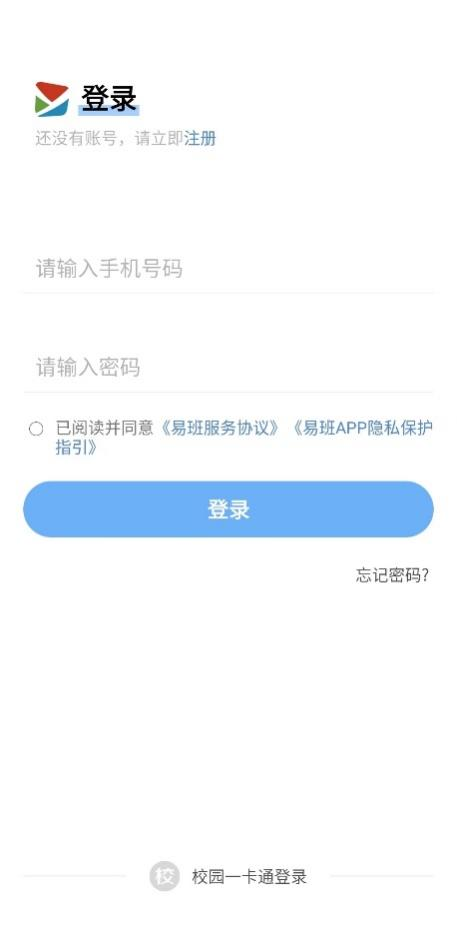 登录
还没有账号，请立即注册
请输入手机号码
请输入密码
已阅读并同意《易班服务协议》《易班APP隐私保护
指引》
登录
忘记密码?
校 校园一卡通登录